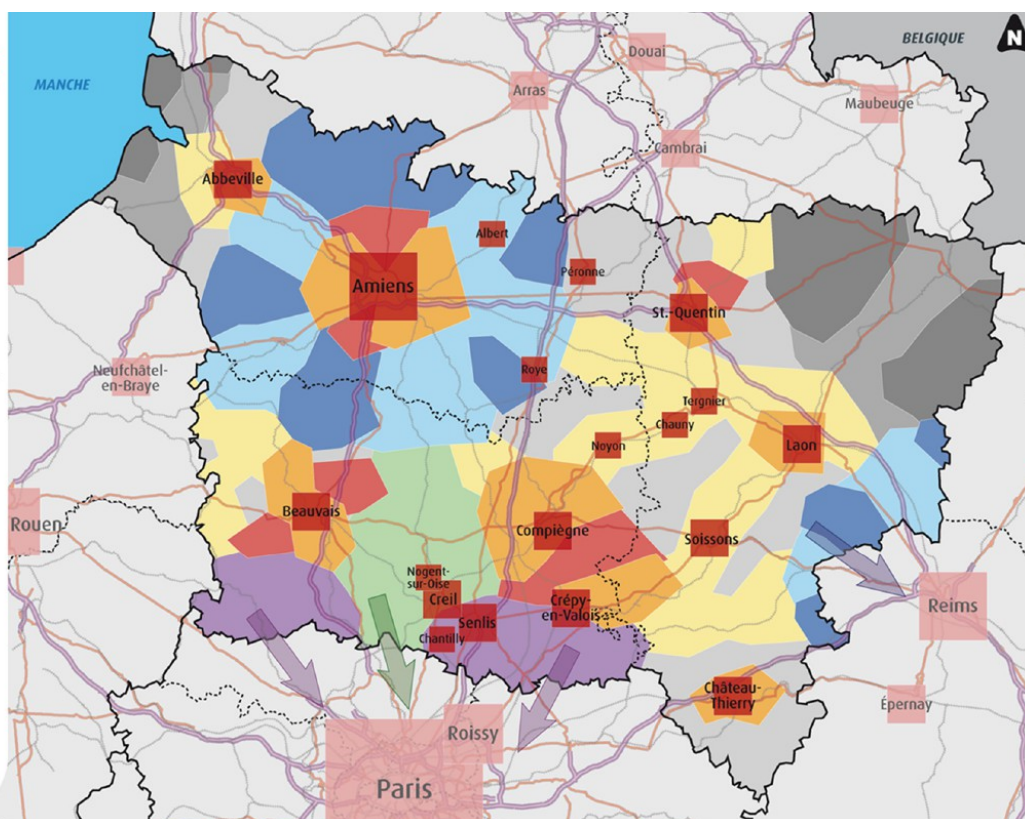 BELGIQUE
N
Douai
MANCHE
Arras
Maubeuge
Cambrai
Abbeville
Albert
Péronne
Amiens
St.-Quentin
Neufchâtel-
en-Braye
Roye
Tergnier
Chauny
Noyon
Laon
Beauvais
Rouen
Compiègne
Soissons
Nogent-
sur-Oise
Creil
Crépy-
en-Valois
Senlis
Chantilly
Reims
Château-
Thierry
Épernay
Roissy
Paris